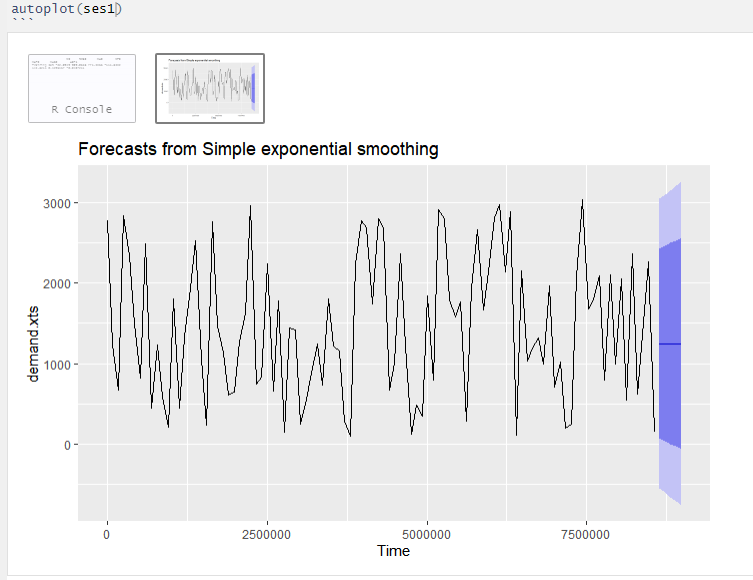 autoplot(ses1)
```
R Console
Forecasts from Simple exponential smoothing
demand.xts
3000
2000
1000
0
0 2500000 5000000 7500000
Time